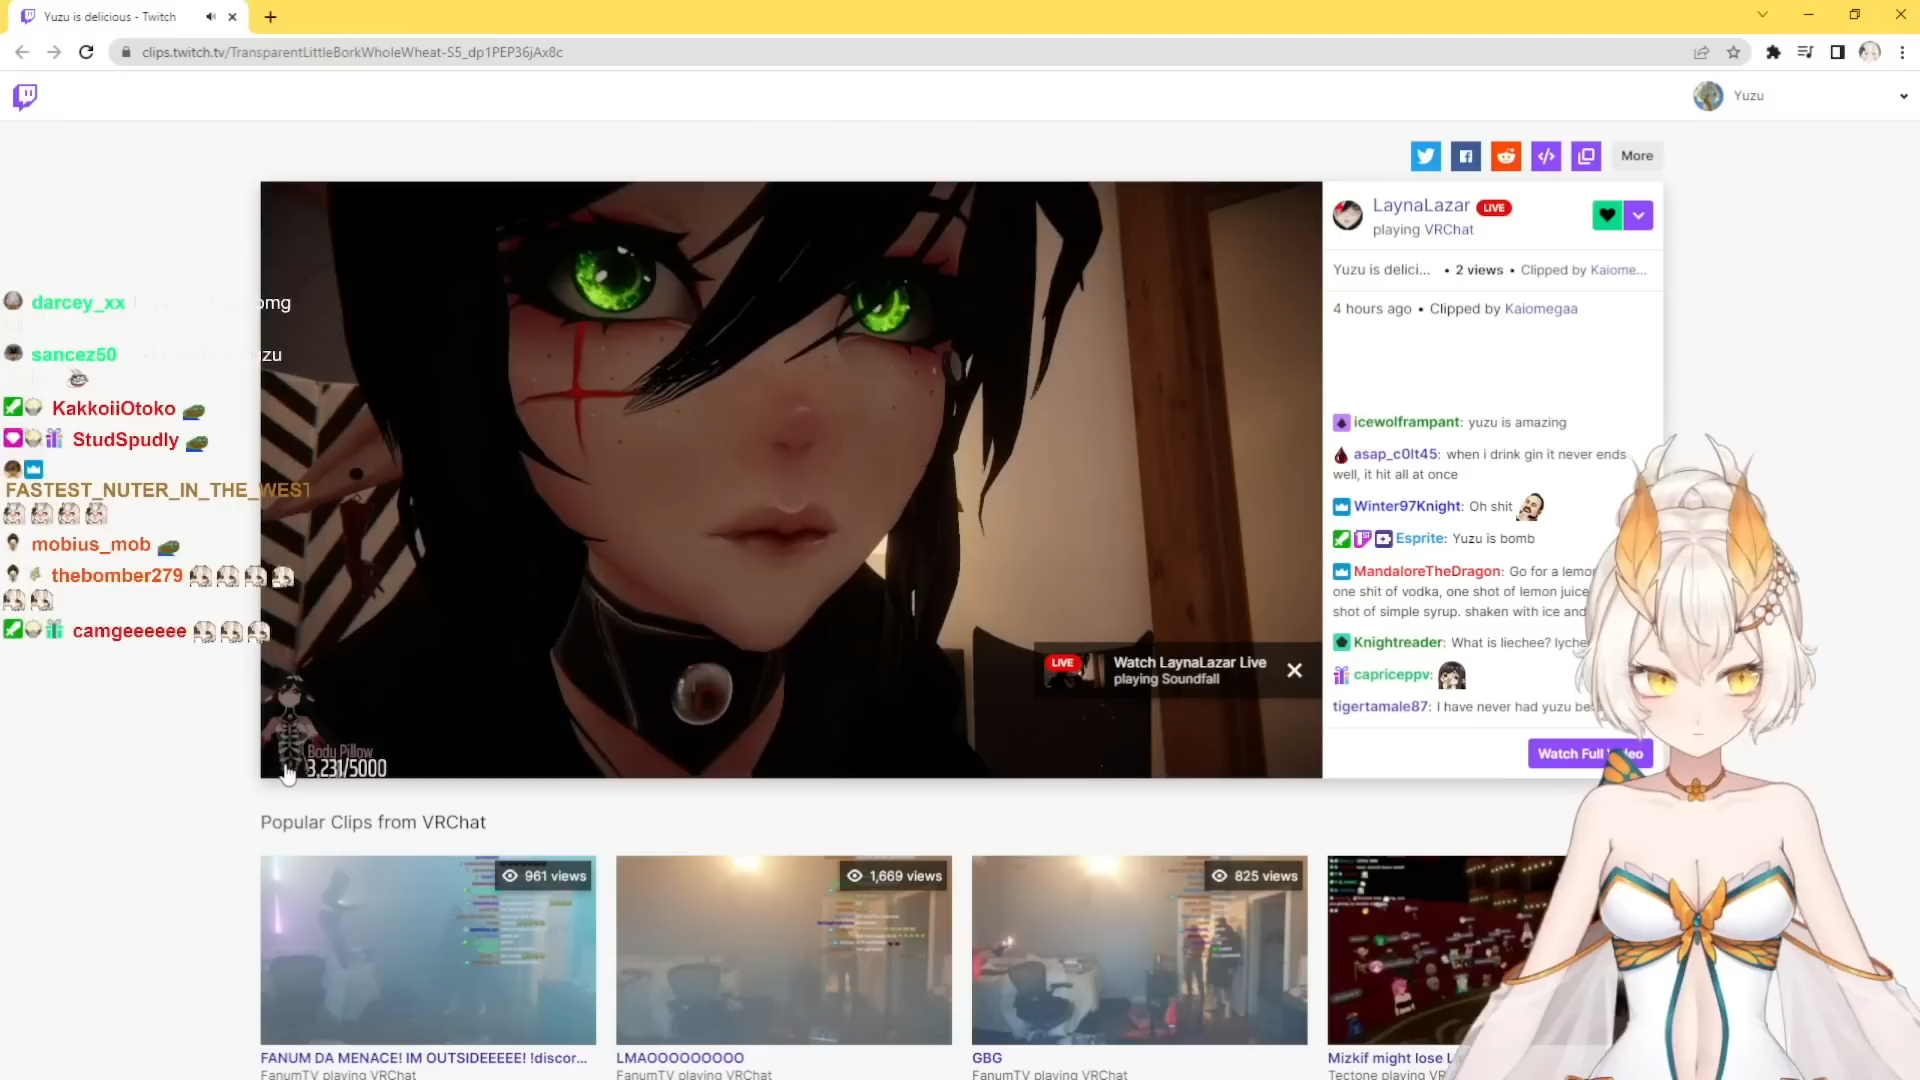 Yuzu is delicious - Twitch
clips.twitch.tv/TransparentLittleBorkWholeWheat-S5_dp1PEP36jAx8c
Yuzu
More
LaynaLazar LIVE
playing VRChat
Yuzu is delici... • 2 views • Clipped by Kaiome...
4 hours ago • Clipped by Kaiomegaa
darcey_xx omg
sancez50 zu
KakkoiiOtoko
StudSpudly
FASTEST_NUTER_IN_THE_WEST
mobius_mob
thebomber279
camgeeeeee
icewolframpant: yuzu is amazing
asap_c0lt45: when i drink gin it never ends
well, it hit all at once
Winter97Knight: Oh shit
Esprite: Yuzu is bomb
MandaloreTheDragon: Go for a lemon
one shit of vodka, one shot of lemon juice
shot of simple syrup. shaken with ice and
Knightreader: What is liechee? lyche
capriceppv:
tigertamale87: I have never had yuzu be
LIVE
Watch LaynaLazar Live
playing Soundfall
Body Pillow
3,231/5000
Watch Full eo
Popular Clips from VRChat
961 views
1,669 views
825 views
FANUM DA MENACE! IM OUTSIDEEEEE! !discor...
FanumTV playing VRChat
LMAOOOOOOOOO
FanumTV playing VRChat
GBG
FanumTV playing VRChat
Mizkif might lose L
Tectone playing VR